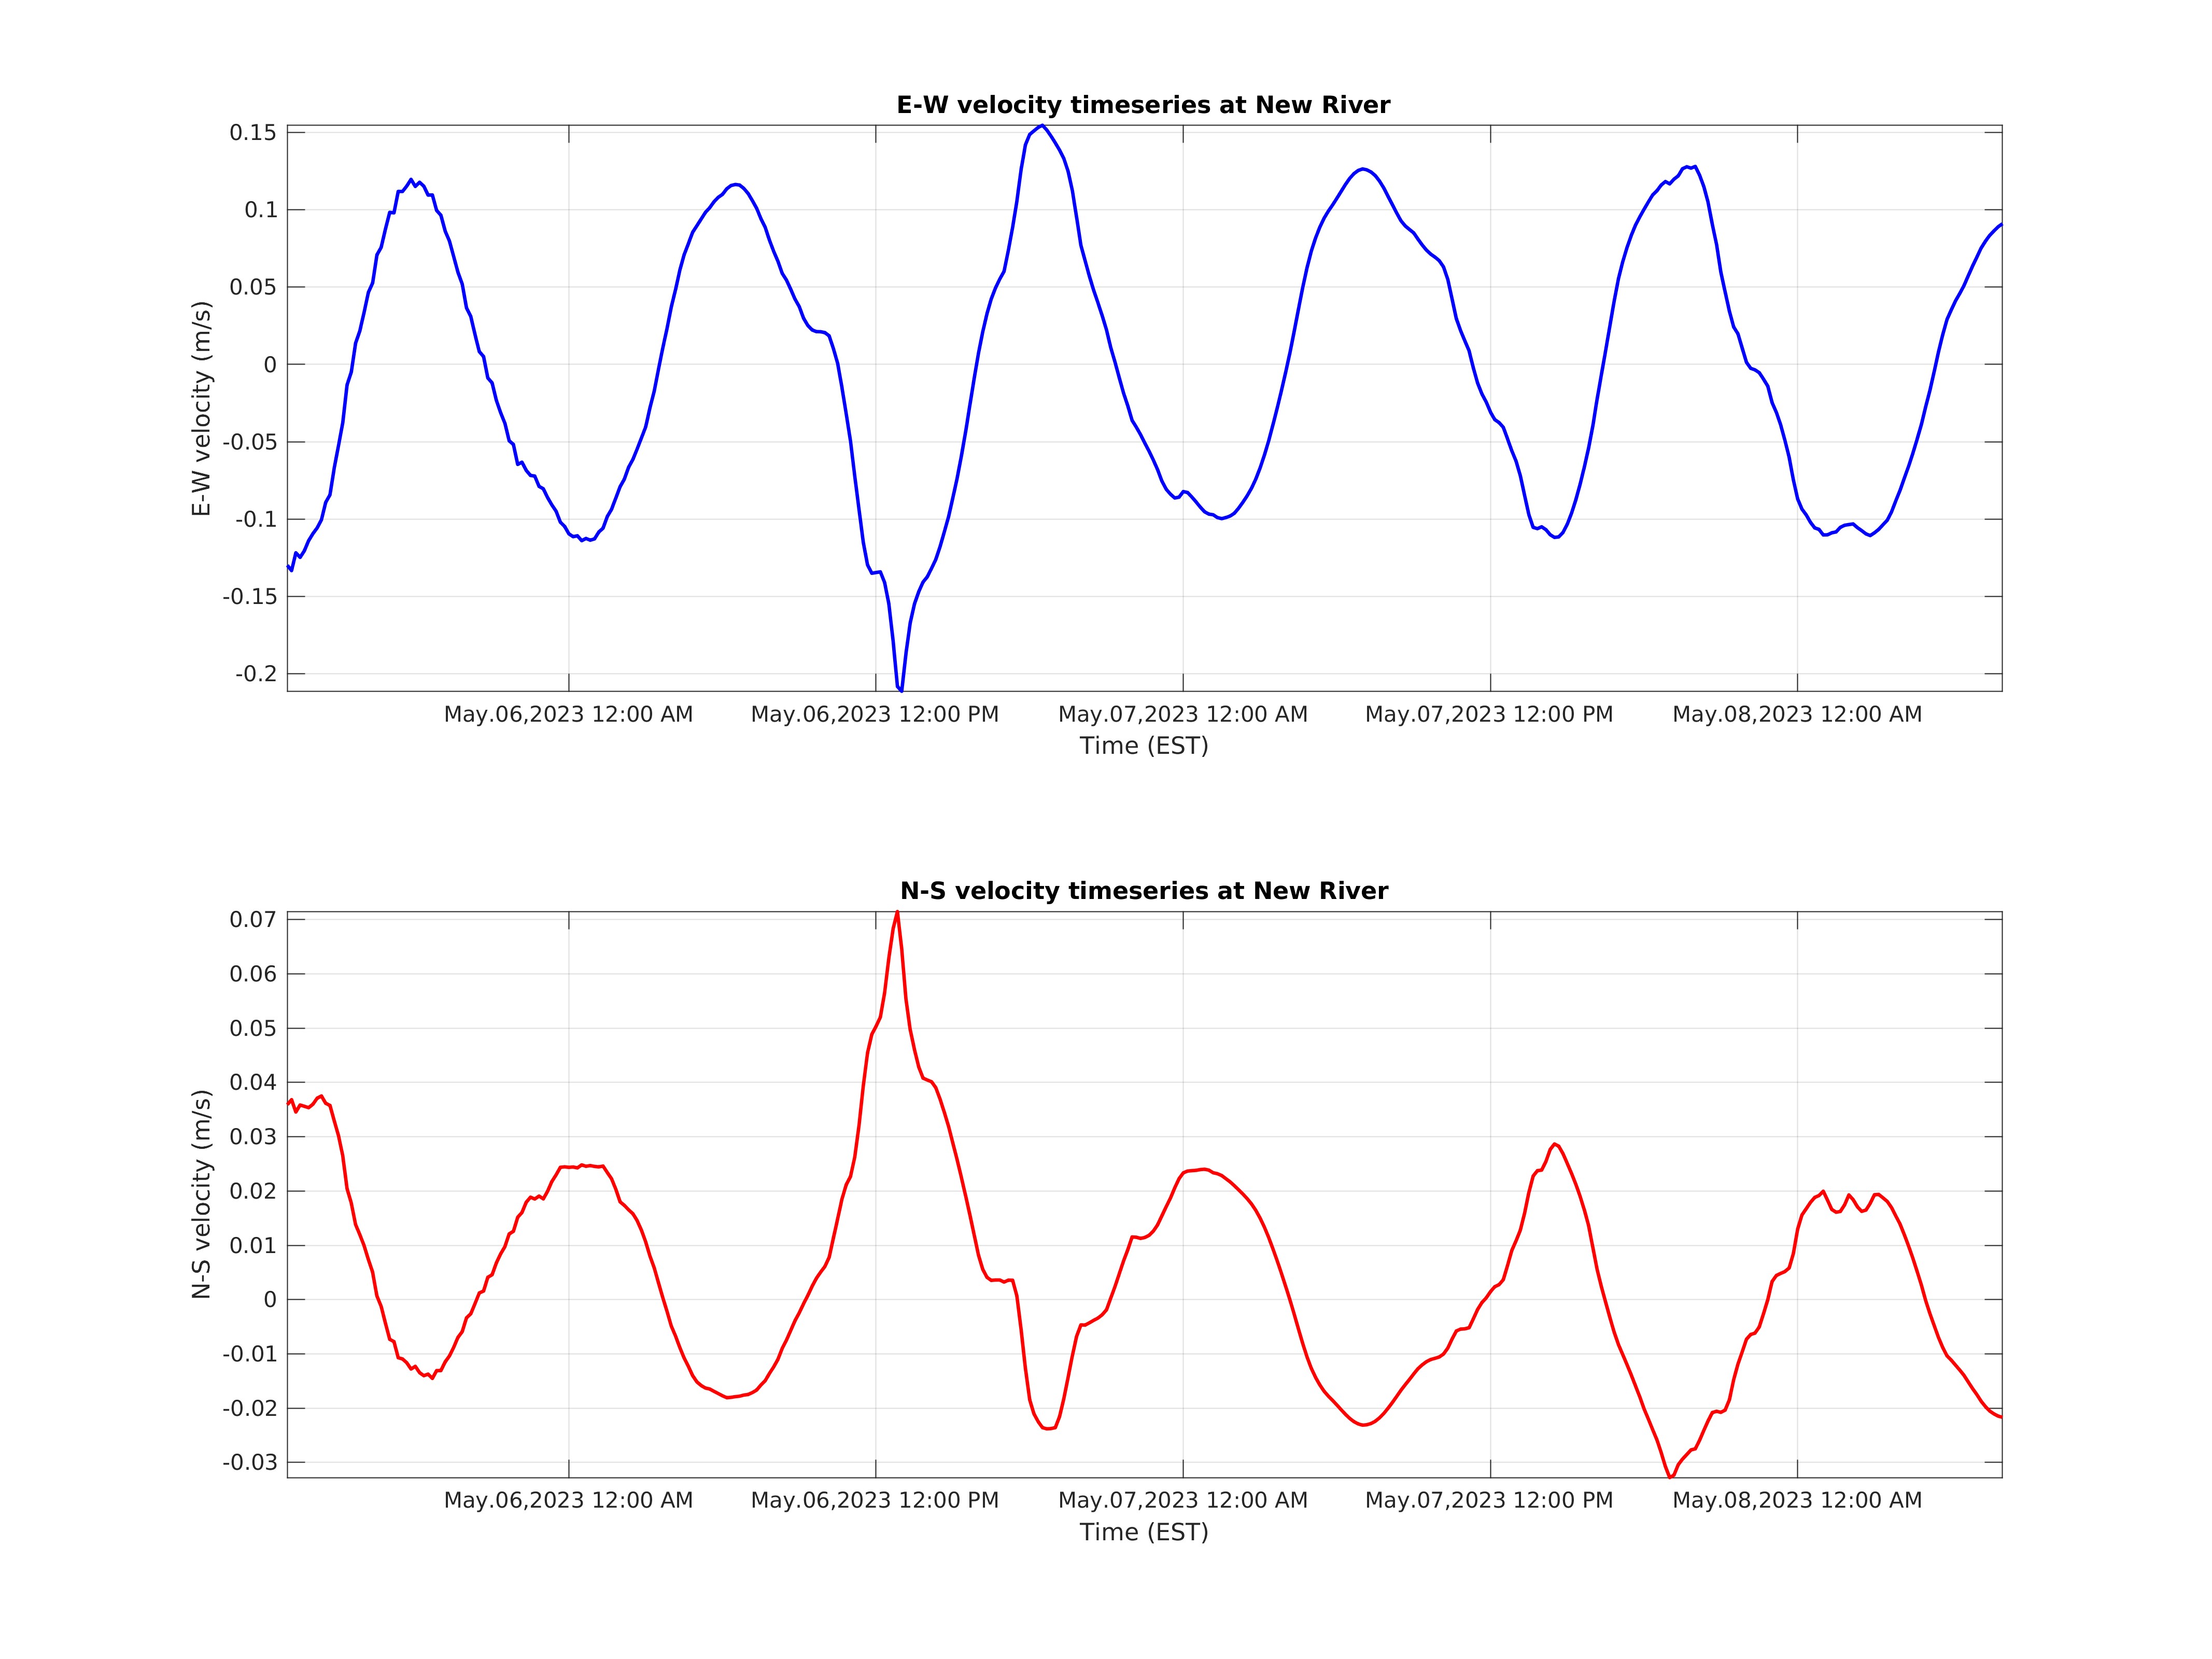 E-W velocity timeseries at New River
0.15
0.1
0.05
0
-0.05
-0.1
-0.15
-0.2
E-W velocity (m/s)
May.06,2023 12:00 AM May.06,2023 12:00 PM May.07,2023 12:00 AM May.07,2023 12:00 PM May.08,2023 12:00 AM
Time (EST)
N-S velocity timeseries at New River
0.07
0.06
0.05
0.04
0.03
0.02
0.01
0
-0.01
-0.02
-0.03
N-S velocity (m/s)
May.06,2023 12:00 AM May.06,2023 12:00 PM May.07,2023 12:00 AM May.07,2023 12:00 PM May.08,2023 12:00 AM
Time (EST)